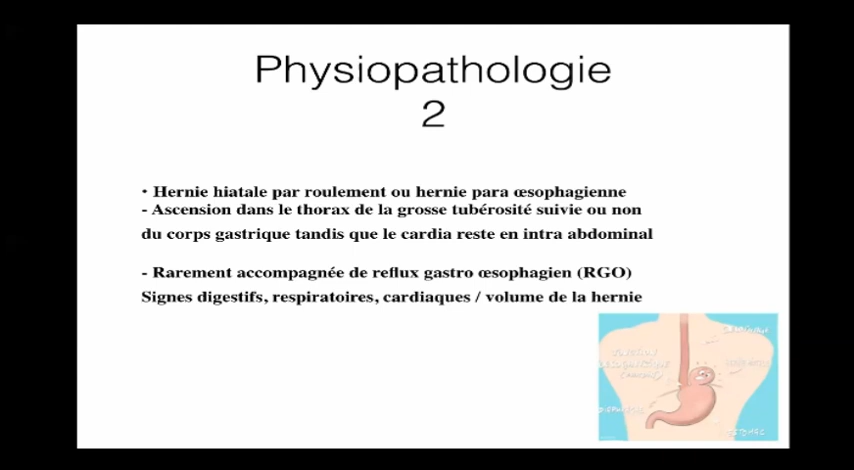 Physiopathologie
2
• Hernie hiatale par roulement ou hernie para œsophagienne
- Ascension dans le thorax de la grosse tubérosité suivie ou non
du corps gastrique tandis que le cardia reste en intra abdominal
- Rarement accompagnée de reflux gastro œsophagien (RGO)
Signes digestifs, respiratoires, cardiaques / volume de la hernie